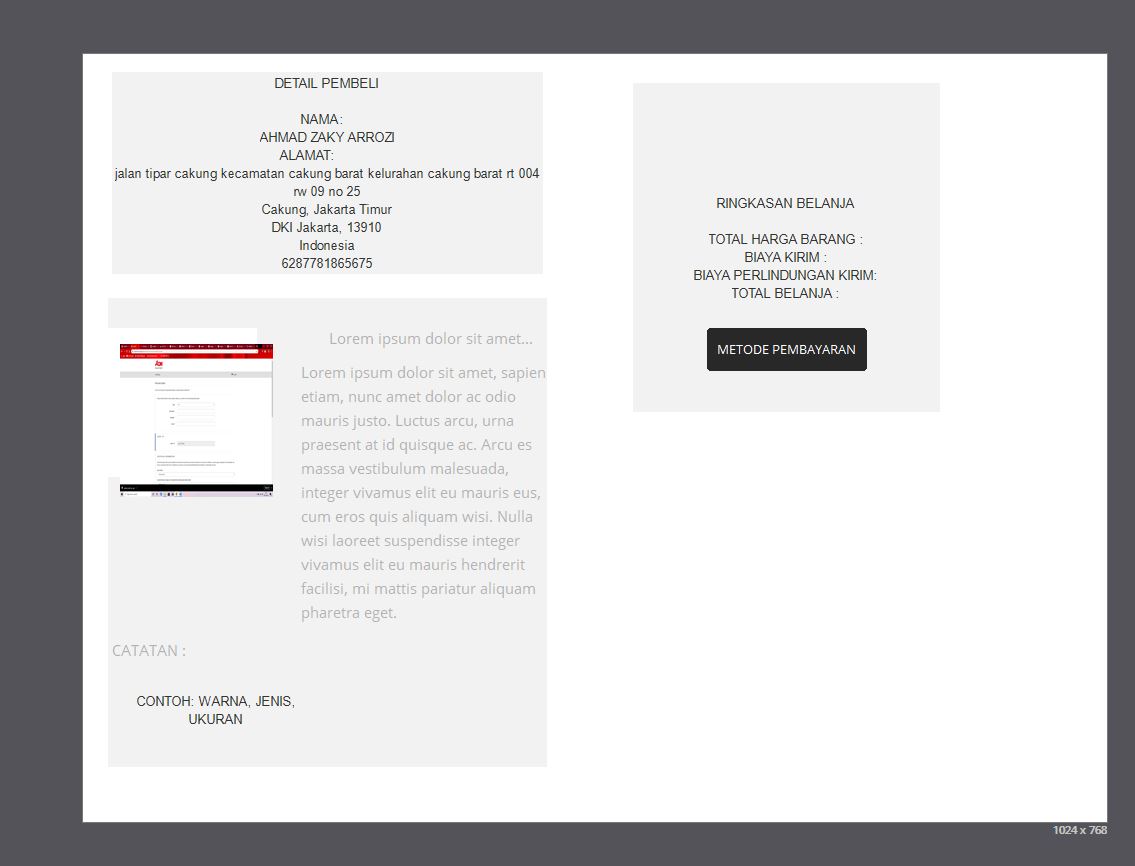 DETAIL PEMBELI
NAMA:
AHMAD ZAKY ARROZI
ALAMAT:
jalan tipar cakung kecamatan cakung barat kelurahan cakung barat rt 004
rw 09 no 25
Cakung, Jakarta Timur
DKI Jakarta, 13910
Indonesia
6287781865675
Lorem ipsum dolor sit amet...
Lorem ipsum dolor sit amet, sapien
etiam, nunc amet dolor ac odio
mauris justo. Luctus arcu, urna
praesent at id quisque ac. Arcu es
massa vestibulum malesuada,
integer vivamus elit eu mauris eus,
cum eros quis aliquam wisi. Nulla
wisi laoreet suspendisse integer
vivamus elit eu mauris hendrerit
facilisi, mi mattis pariatur aliquam
pharetra eget.
CATATAN :
CONTOH: WARNA, JENIS,
UKURAN
RINGKASAN BELANJA
TOTAL HARGA BARANG :
BIAYA KIRIM :
BIAYA PERLINDUNGAN KIRIM:
TOTAL BELANJA :
METODE PEMBAYARAN
1024 x 768